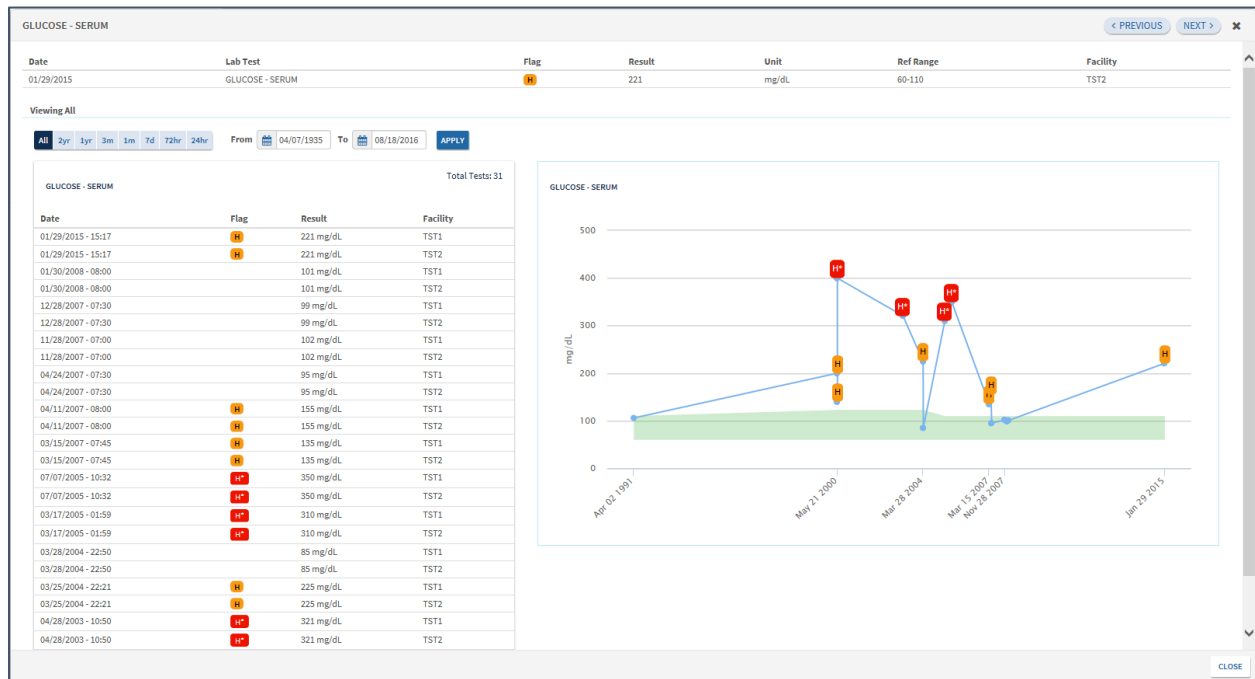 GLUCOSE - SERUM
< PREVIOUS NEXT > ✖
Date Lab Test Flag Result Unit Ref Range Facility
01/29/2015 GLUCOSE - SERUM H 221 mg/dL 60-110 TST2
Viewing All
All 2yr 1yr 3m 1m 7d 72hr 24hr From 04/07/1935 To 08/18/2016 APPLY
Total Tests: 31
GLUCOSE - SERUM
Date Flag Result Facility
01/29/2015 - 15:17 H 221 mg/dL TST1
01/29/2015 - 15:17 H 221 mg/dL TST2
01/30/2008 - 08:00 101 mg/dL TST1
01/30/2008 - 08:00 101 mg/dL TST2
12/28/2007 - 07:30 99 mg/dL TST1
12/28/2007 - 07:30 99 mg/dL TST2
11/28/2007 - 07:00 102 mg/dL TST1
11/28/2007 - 07:00 102 mg/dL TST2
04/24/2007 - 07:30 95 mg/dL TST1
04/24/2007 - 07:30 95 mg/dL TST2
04/11/2007 - 08:00 H 155 mg/dL TST1
04/11/2007 - 08:00 H 155 mg/dL TST2
03/15/2007 - 07:45 H 135 mg/dL TST1
03/15/2007 - 07:45 H 135 mg/dL TST2
07/07/2005 - 10:32 H* 350 mg/dL TST1
07/07/2005 - 10:32 H* 350 mg/dL TST2
03/17/2005 - 01:59 H* 310 mg/dL TST1
03/17/2005 - 01:59 H* 310 mg/dL TST2
03/28/2004 - 22:50 85 mg/dL TST1
03/28/2004 - 22:50 85 mg/dL TST2
03/25/2004 - 22:21 H 225 mg/dL TST1
03/25/2004 - 22:21 H 225 mg/dL TST2
04/28/2003 - 10:50 H* 321 mg/dL TST1
04/28/2003 - 10:50 H* 321 mg/dL TST2
GLUCOSE - SERUM
mg/dL
500
400
300
200
100
0
H*
H*
H*
H*
H
H
H
H
H
Apr 02 1991
May 21 2000
Mar 28 2004
Mar 15 2007
Nov 28 2007
Jan 29 2015
CLOSE